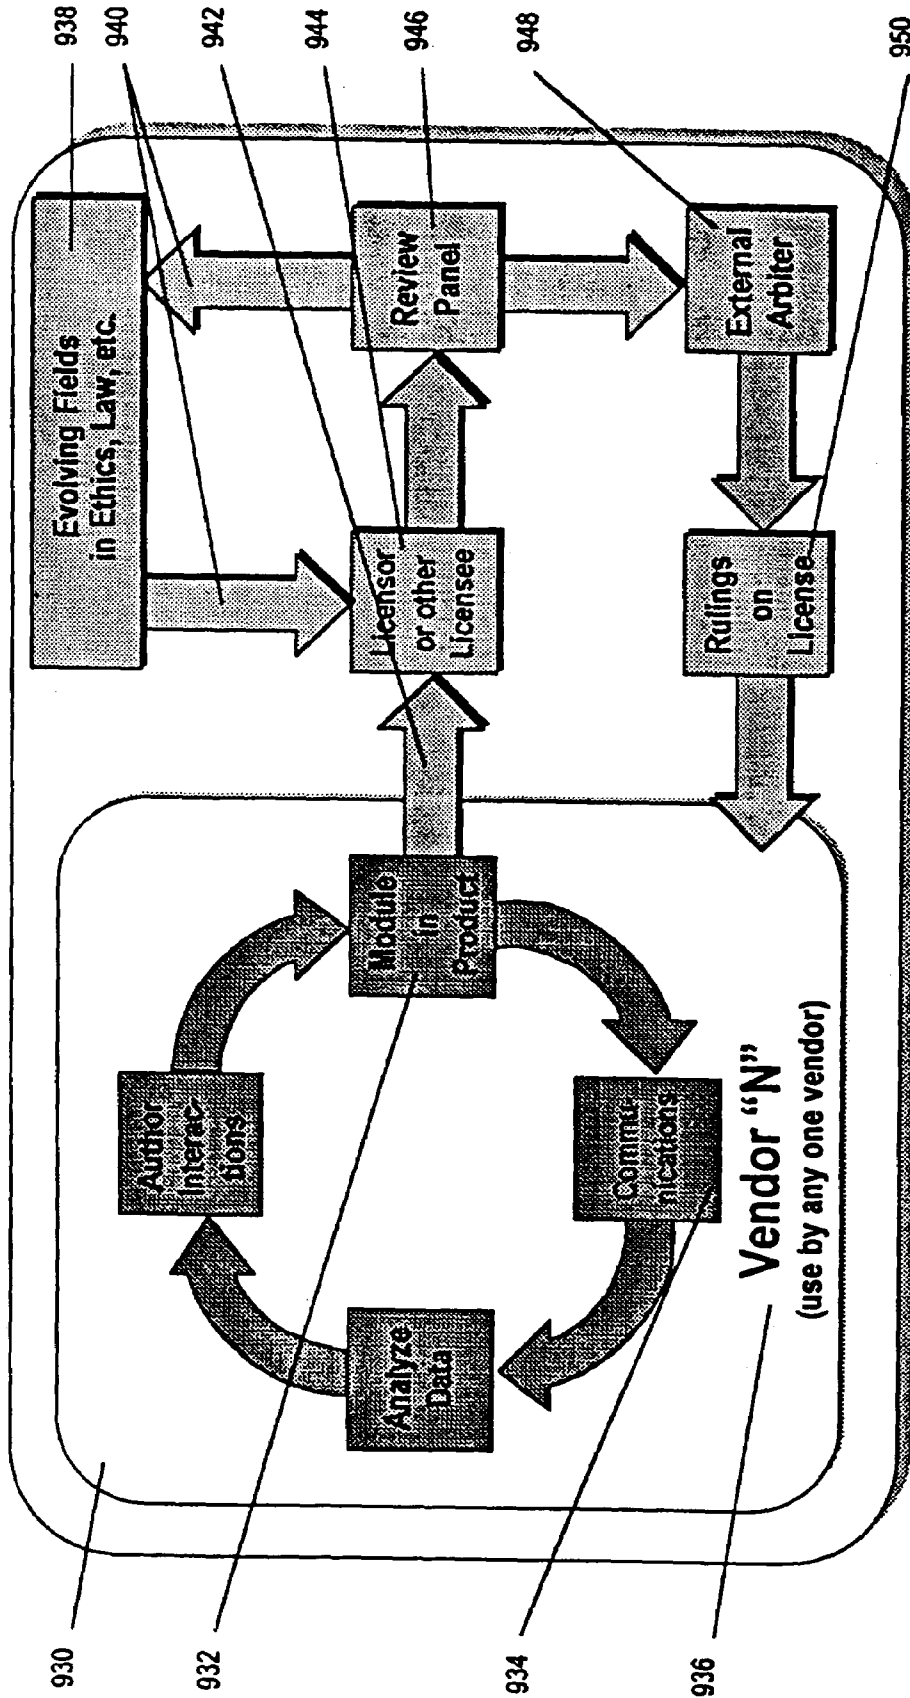 938
940
942
944
946
948
950
Evolving Fields
in Ethics, Law, etc.
Review
Panel
External
Arbiter
Licensor
or other
Licensee
Rulings
on
License
Module
in
Product
Author
Interac-
tions
Commu-
nications
Analyze
Data
Vendor "N"
(use by any one vendor)
930
932
934
936